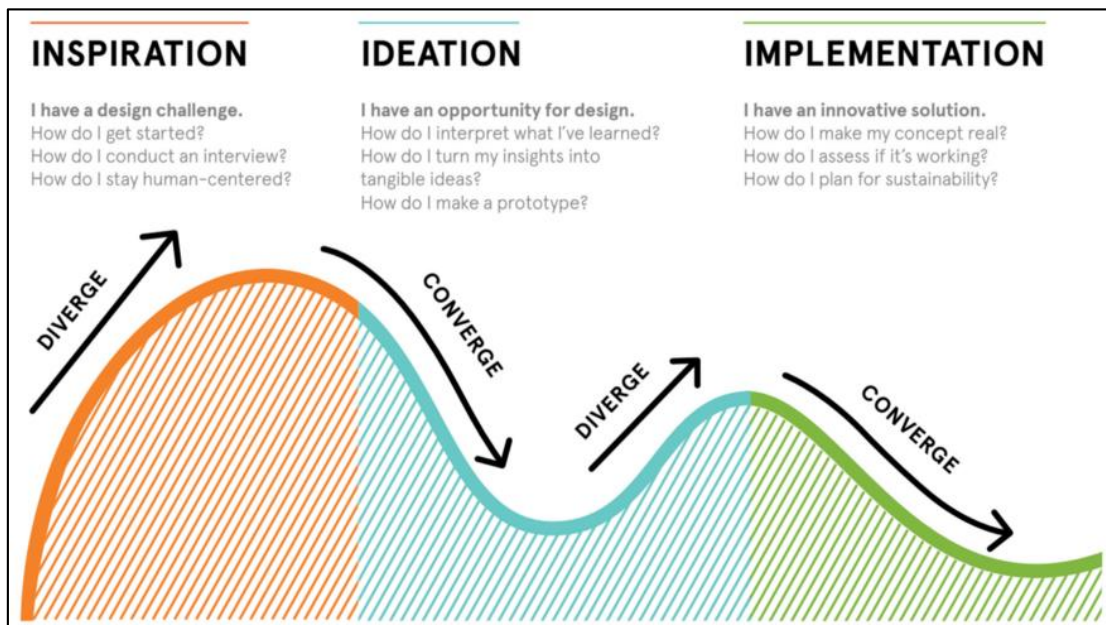 INSPIRATION
I have a design challenge.
How do I get started?
How do I conduct an interview?
How do I stay human-centered?
IDEATION
I have an opportunity for design.
How do I interpret what I've learned?
How do I turn my insights into
tangible ideas?
How do I make a prototype?
IMPLEMENTATION
I have an innovative solution.
How do I make my concept real?
How do I assess if it's working?
How do I plan for sustainability?
DIVERGE
CONVERGE
DIVERGE
CONVERGE